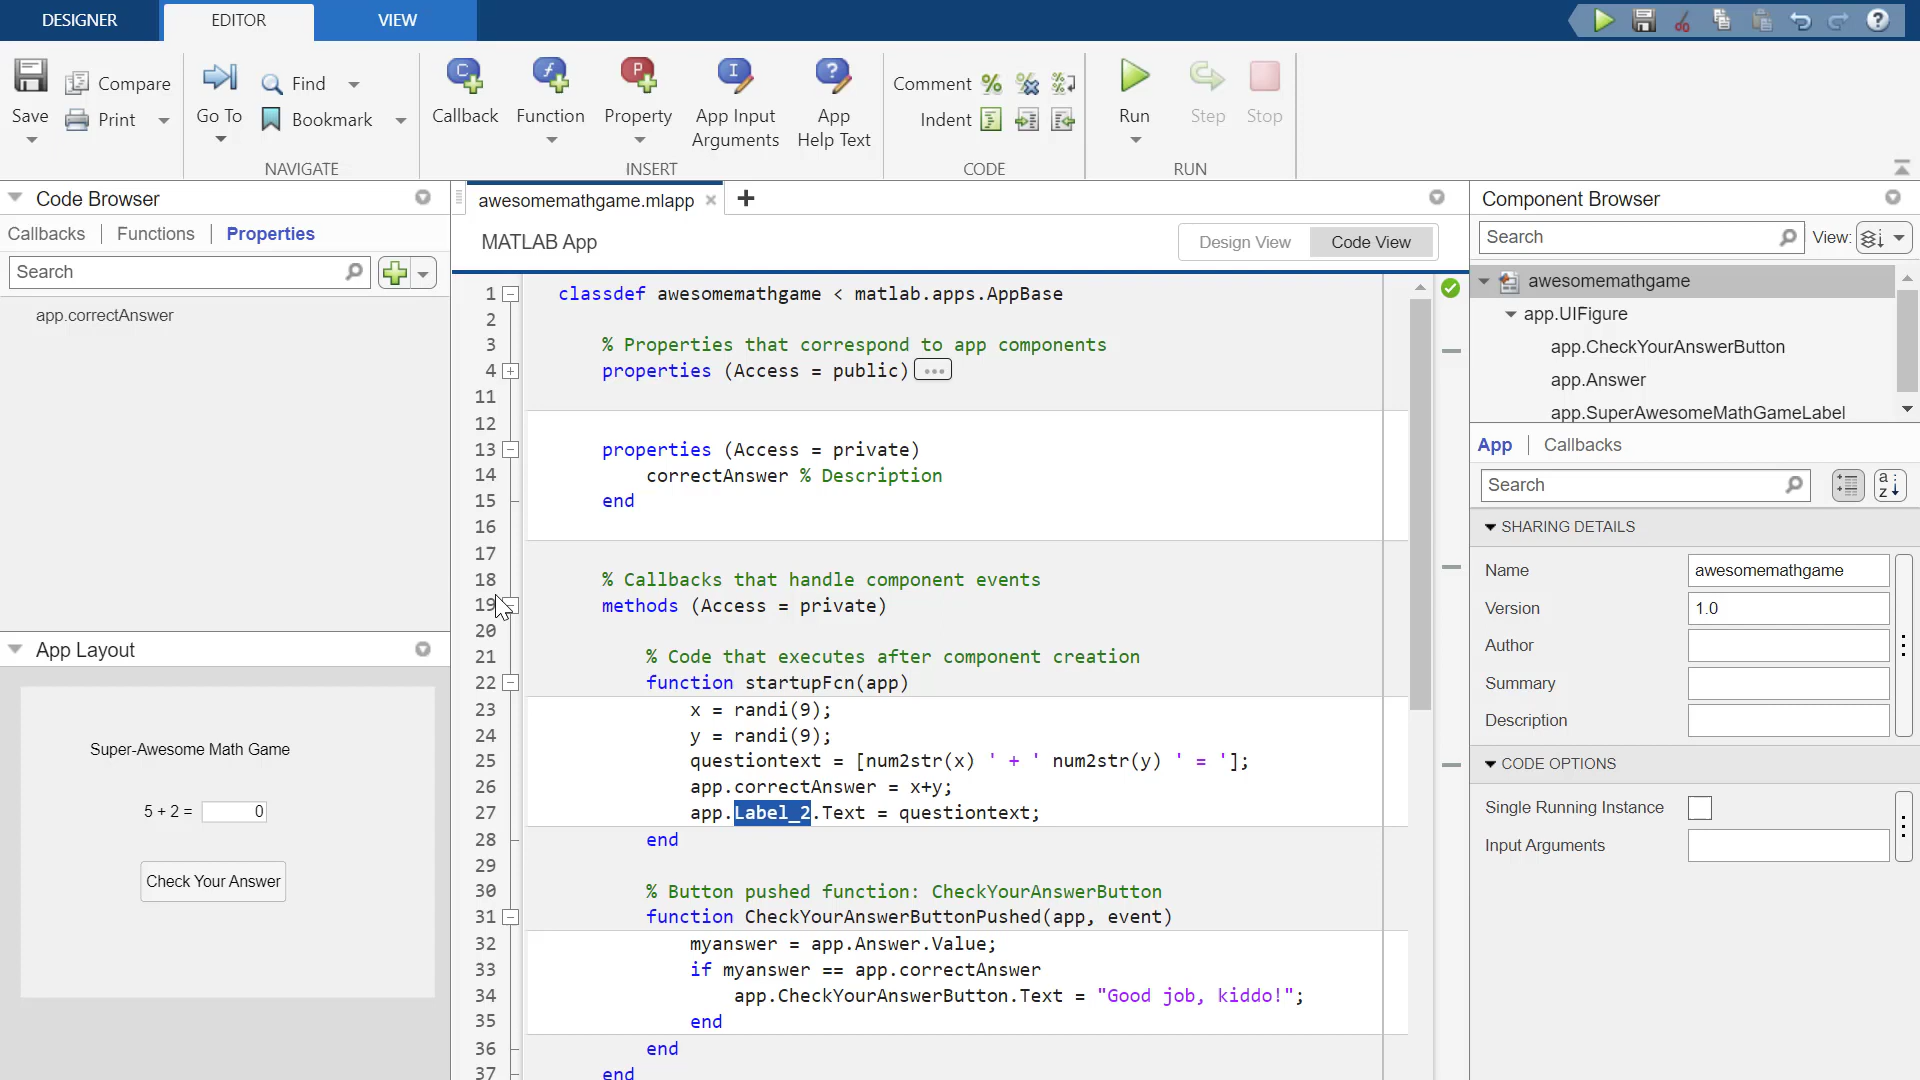 DESIGNER EDITOR VIEW
Save Compare Print Go To Find Bookmark Callback Function Property App Input Arguments App Help Text Comment Indent Run Step Stop
NAVIGATE INSERT CODE RUN
Code Browser
Callbacks | Functions | Properties
Search
app.correctAnswer
App Layout
Super-Awesome Math Game
5 + 2 = 0
Check Your Answer
awesomemathgame.mlapp
MATLAB App
Design View Code View
1 classdef awesomemathgame < matlab.apps.AppBase
2
3 % Properties that correspond to app components
4 properties (Access = public) ...
11
12
13 properties (Access = private)
14 correctAnswer % Description
15 end
16
17
18 % Callbacks that handle component events
19 methods (Access = private)
20
21 % Code that executes after component creation
22 function startupFcn(app)
23 x = randi(9);
24 y = randi(9);
25 questiontext = [num2str(x) ' + ' num2str(y) ' = '];
26 app.correctAnswer = x+y;
27 app.Label_2.Text = questiontext;
28 end
29
30 % Button pushed function: CheckYourAnswerButton
31 function CheckYourAnswerButtonPushed(app, event)
32 myanswer = app.Answer.Value;
33 if myanswer == app.correctAnswer
34 app.CheckYourAnswerButton.Text = "Good job, kiddo!";
35 end
36 end
37 end
Component Browser
Search View:
awesomemathgame
app.UIFigure
app.CheckYourAnswerButton
app.Answer
app.SuperAwesomeMathGameLabel
App | Callbacks
Search
SHARING DETAILS
Name awesomemathgame
Version 1.0
Author
Summary
Description
CODE OPTIONS
Single Running Instance
Input Arguments